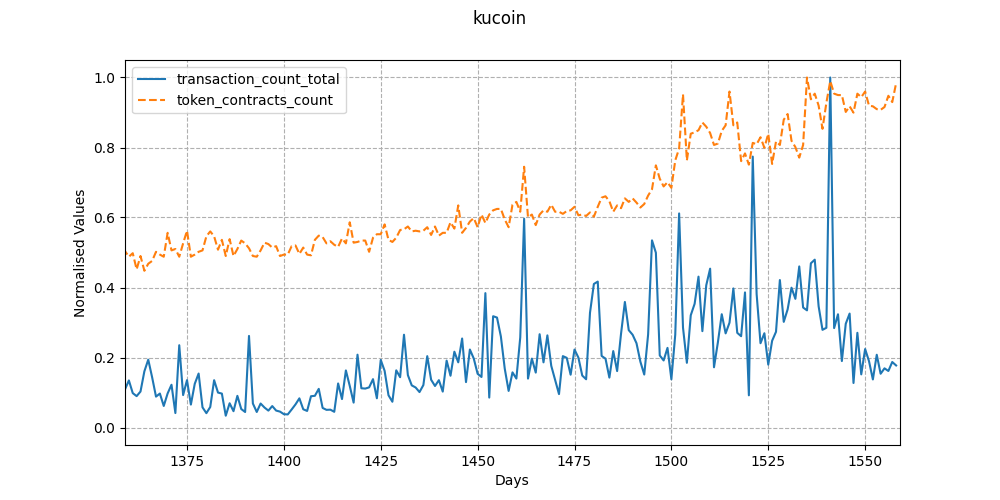 kucoin
transaction_count_total
token_contracts_count
Normalised Values
1.0
0.8
0.6
0.4
0.2
0.0
1375 1400 1425 1450 1475 1500 1525 1550
Days